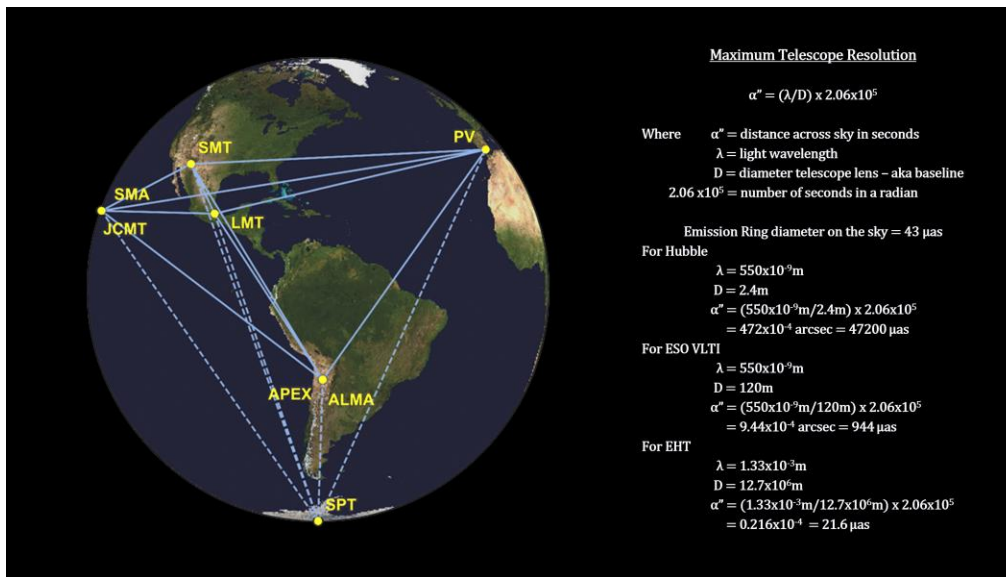 SMT
PV
SMA
JCMT
LMT
APEX
ALMA
SPT
Maximum Telescope Resolution
α” = (λ/D) x 2.06x10⁵
Where α” = distance across sky in seconds
λ = light wavelength
D = diameter telescope lens – aka baseline
2.06 x10⁵ = number of seconds in a radian
Emission Ring diameter on the sky = 43 μas
For Hubble
λ = 550x10⁻⁹m
D = 2.4m
α” = (550x10⁻⁹m/2.4m) x 2.06x10⁵
= 472x10⁻⁴ arcsec = 47200 μas
For ESO VLTI
λ = 550x10⁻⁹m
D = 120m
α” = (550x10⁻⁹m/120m) x 2.06x10⁵
= 9.44x10⁻⁴ arcsec = 944 μas
For EHT
λ = 1.33x10⁻³m
D = 12.7x10⁶m
α” = (1.33x10⁻³m/12.7x10⁶m) x 2.06x10⁵
= 0.216x10⁻⁴ = 21.6 μas